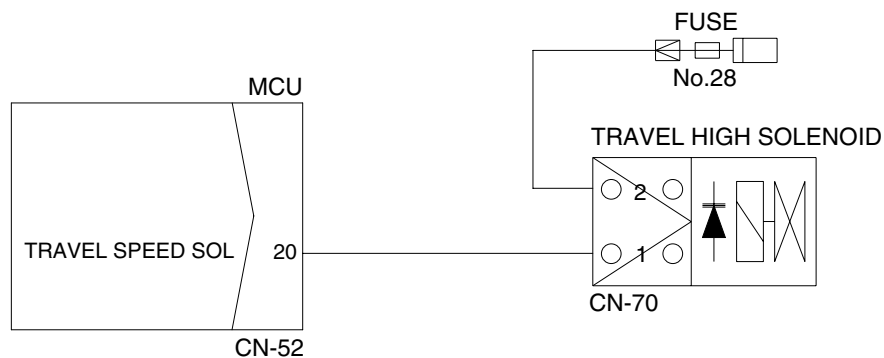 FUSE
No.28
MCU
TRAVEL HIGH SOLENOID
2
TRAVEL SPEED SOL 20
1
CN-70
CN-52